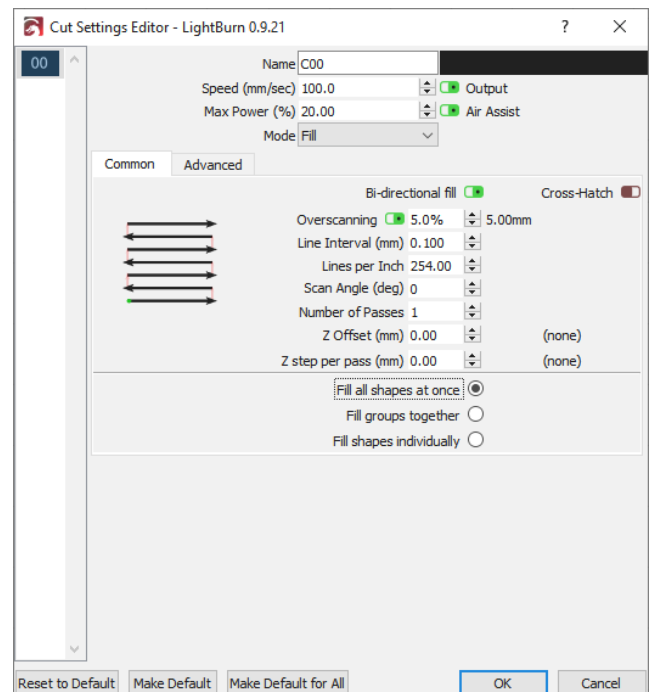 Cut Settings Editor - LightBurn 0.9.21 ?
00
Name C00
Speed (mm/sec) 100.0 Output
Max Power (%) 20.00 Air Assist
Mode Fill
Common Advanced
Bi-directional fill Cross-Hatch
Overscanning 5.0% 5.00mm
Line Interval (mm) 0.100
Lines per Inch 254.00
Scan Angle (deg) 0
Number of Passes 1
Z Offset (mm) 0.00 (none)
Z step per pass (mm) 0.00 (none)
Fill all shapes at once
Fill groups together
Fill shapes individually
Reset to Default Make Default Make Default for All OK Cancel